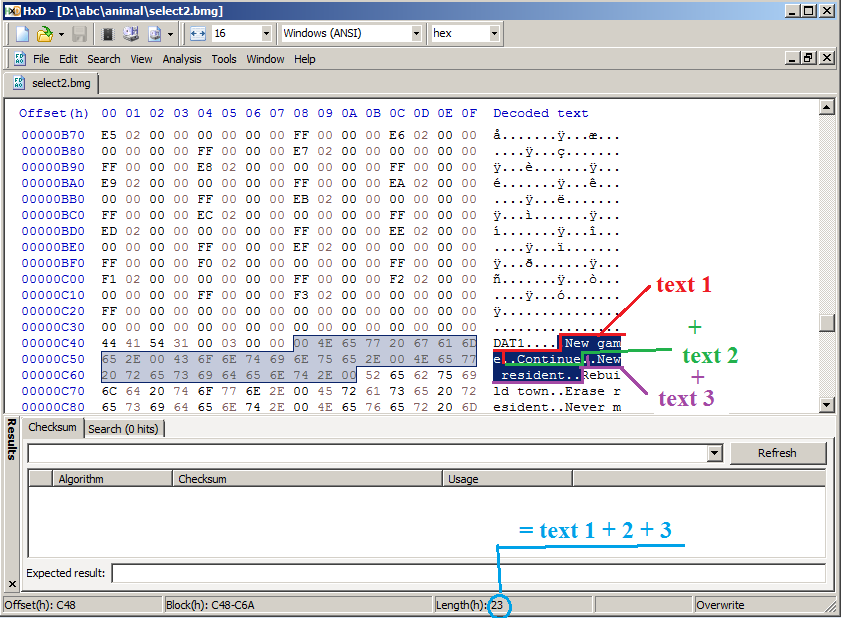 HxD - [D:\abc\animal\select2.bmg]
16 Windows (ANSI) hex
File Edit Search View Analysis Tools Window Help
select2.bmg
Offset(h) 00 01 02 03 04 05 06 07 08 09 0A 0B 0C 0D 0E 0F Decoded text
00000B70 E5 02 00 00 00 00 00 00 FF 00 00 00 E6 02 00 00 å.......ÿ...æ...
00000B80 00 00 00 00 FF 00 00 00 E7 02 00 00 00 00 00 00 ....ÿ...ç.......
00000B90 FF 00 00 00 E8 02 00 00 00 00 00 00 FF 00 00 00 ÿ...è.......ÿ...
00000BA0 E9 02 00 00 00 00 00 00 FF 00 00 00 EA 02 00 00 é.......ÿ...ê...
00000BB0 00 00 00 00 FF 00 00 00 EB 02 00 00 00 00 00 00 ....ÿ...ë.......
00000BC0 FF 00 00 00 EC 02 00 00 00 00 00 00 FF 00 00 00 ÿ...ì.......ÿ...
00000BD0 ED 02 00 00 00 00 00 00 FF 00 00 00 EE 02 00 00 í.......ÿ...î...
00000BE0 00 00 00 00 FF 00 00 00 EF 02 00 00 00 00 00 00 ....ÿ...ï.......
00000BF0 FF 00 00 00 F0 02 00 00 00 00 00 00 FF 00 00 00 ÿ...ð.......ÿ...
00000C00 F1 02 00 00 00 00 00 00 FF 00 00 00 F2 02 00 00 ñ.......ÿ...ò...
00000C10 00 00 00 00 FF 00 00 00 F3 02 00 00 00 00 00 00 ....ÿ...ó.......
00000C20 FF 00 00 00 00 00 00 00 00 00 00 00 00 00 00 00 ÿ...............
00000C30 00 00 00 00 00 00 00 00 00 00 00 00 00 00 00 00 ................
00000C40 44 41 54 31 00 03 00 00 00 4E 65 77 20 67 61 6D DAT1.....New gam
00000C50 65 2E 00 43 6F 6E 74 69 6E 75 65 2E 00 4E 65 77 e..Continue..New
00000C60 20 72 65 73 69 64 65 6E 74 2E 00 52 65 62 75 69 resident..Rebui
00000C70 6C 64 20 74 6F 77 6E 2E 00 45 72 61 73 65 20 72 ld town..Erase r
00000C80 65 73 69 64 65 6E 74 2E 00 4E 65 76 65 72 20 6D esident..Never m
text 1
+
text 2
+
text 3
Results
Checksum Search (0 hits)
Refresh
Algorithm Checksum Usage
= text 1 + 2 + 3
Expected result:
Offset(h): C48 Block(h): C48-C6A Length(h): 23 Overwrite